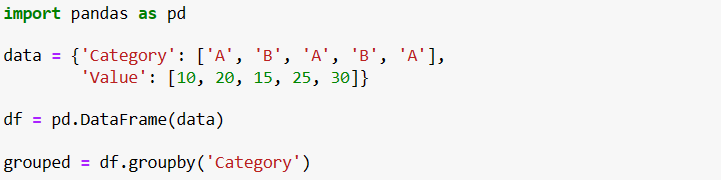 import pandas as pd
data = {'Category': ['A', 'B', 'A', 'B', 'A'],
        'Value': [10, 20, 15, 25, 30]}
df = pd.DataFrame(data)
grouped = df.groupby('Category')